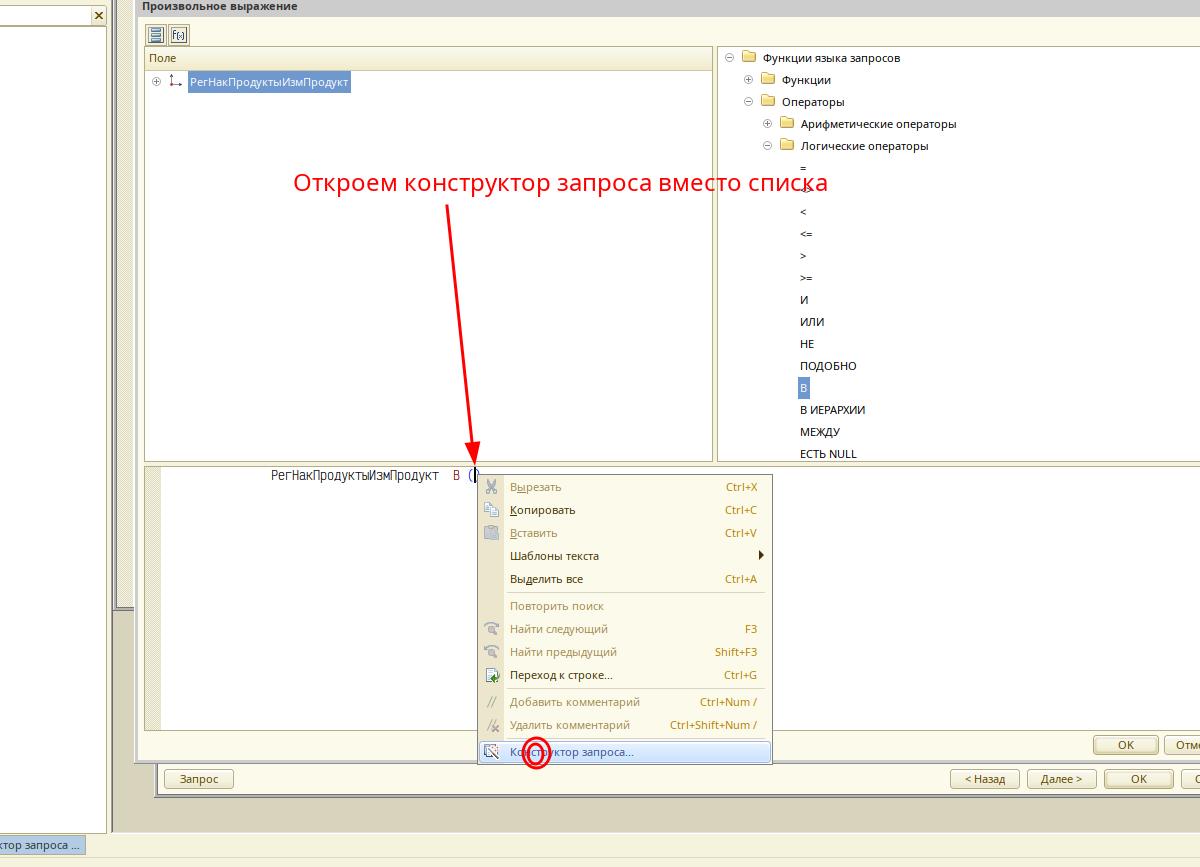 Произвольное выражение
Поле
РегНакПродуктыИзмПродукт
Функции языка запросов
Функции
Операторы
Арифметические операторы
Логические операторы
=
Откроем конструктор запроса вместо списка
<>
<
<=
>
>=
И
ИЛИ
НЕ
ПОДОБНО
В
В ИЕРАРХИИ
МЕЖДУ
ЕСТЬ NULL
РегНакПродуктыИзмПродукт В (
Вырезать Ctrl+X
Копировать Ctrl+C
Вставить Ctrl+V
Шаблоны текста
Выделить все Ctrl+A
Повторить поиск
Найти следующий F3
Найти предыдущий Shift+F3
Переход к строке... Ctrl+G
Добавить комментарий Ctrl+Num /
Удалить комментарий Ctrl+Shift+Num /
Конструктор запроса...
OK Отме
Запрос < Назад Далее > OK
ктор запроса ...